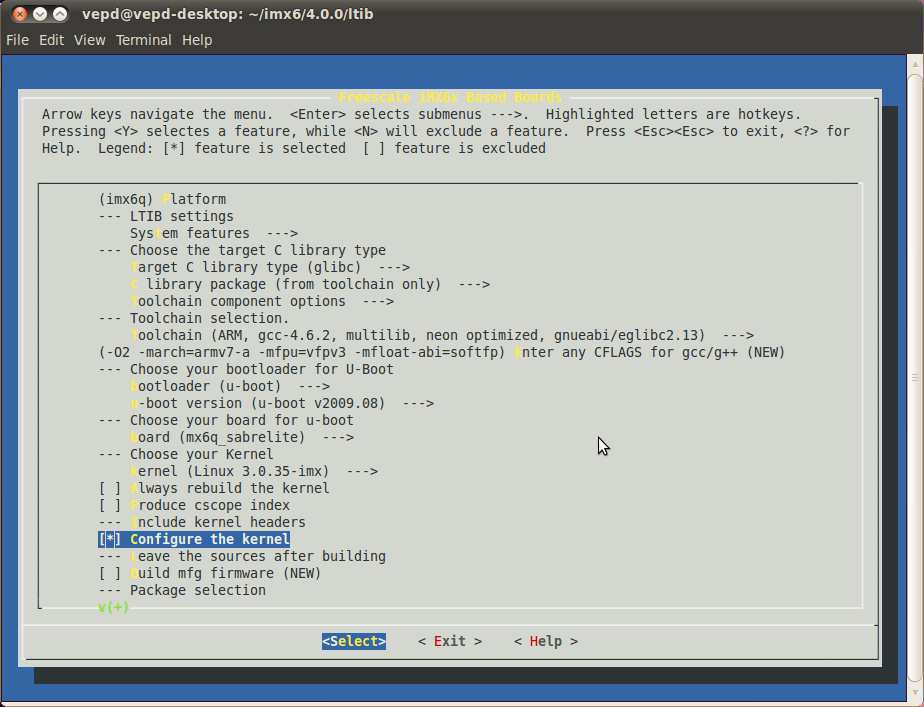 vepd@vepd-desktop: ~/imx6/4.0.0/ltib
File Edit View Terminal Help
Freescale iMX6x Based Boards
Arrow keys navigate the menu. <Enter> selects submenus --->. Highlighted letters are hotkeys.
Pressing <Y> selectes a feature, while <N> will exclude a feature. Press <Esc><Esc> to exit, <?> for
Help. Legend: [*] feature is selected [ ] feature is excluded
(imx6q) Platform
--- LTIB settings
System features --->
--- Choose the target C library type
Target C library type (glibc) --->
C library package (from toolchain only) --->
Toolchain component options --->
--- Toolchain selection.
Toolchain (ARM, gcc-4.6.2, multilib, neon optimized, gnueabi/eglibc2.13) --->
(-O2 -march=armv7-a -mfpu=vfpv3 -mfloat-abi=softfp) Enter any CFLAGS for gcc/g++ (NEW)
--- Choose your bootloader for U-Boot
bootloader (u-boot) --->
u-boot version (u-boot v2009.08) --->
--- Choose your board for u-boot
board (mx6q_sabrelite) --->
--- Choose your Kernel
kernel (Linux 3.0.35-imx) --->
[ ] Always rebuild the kernel
[ ] Produce cscope index
--- Include kernel headers
[*] Configure the kernel
--- Leave the sources after building
[ ] Build mfg firmware (NEW)
--- Package selection
v(+)
<Select> < Exit > < Help >